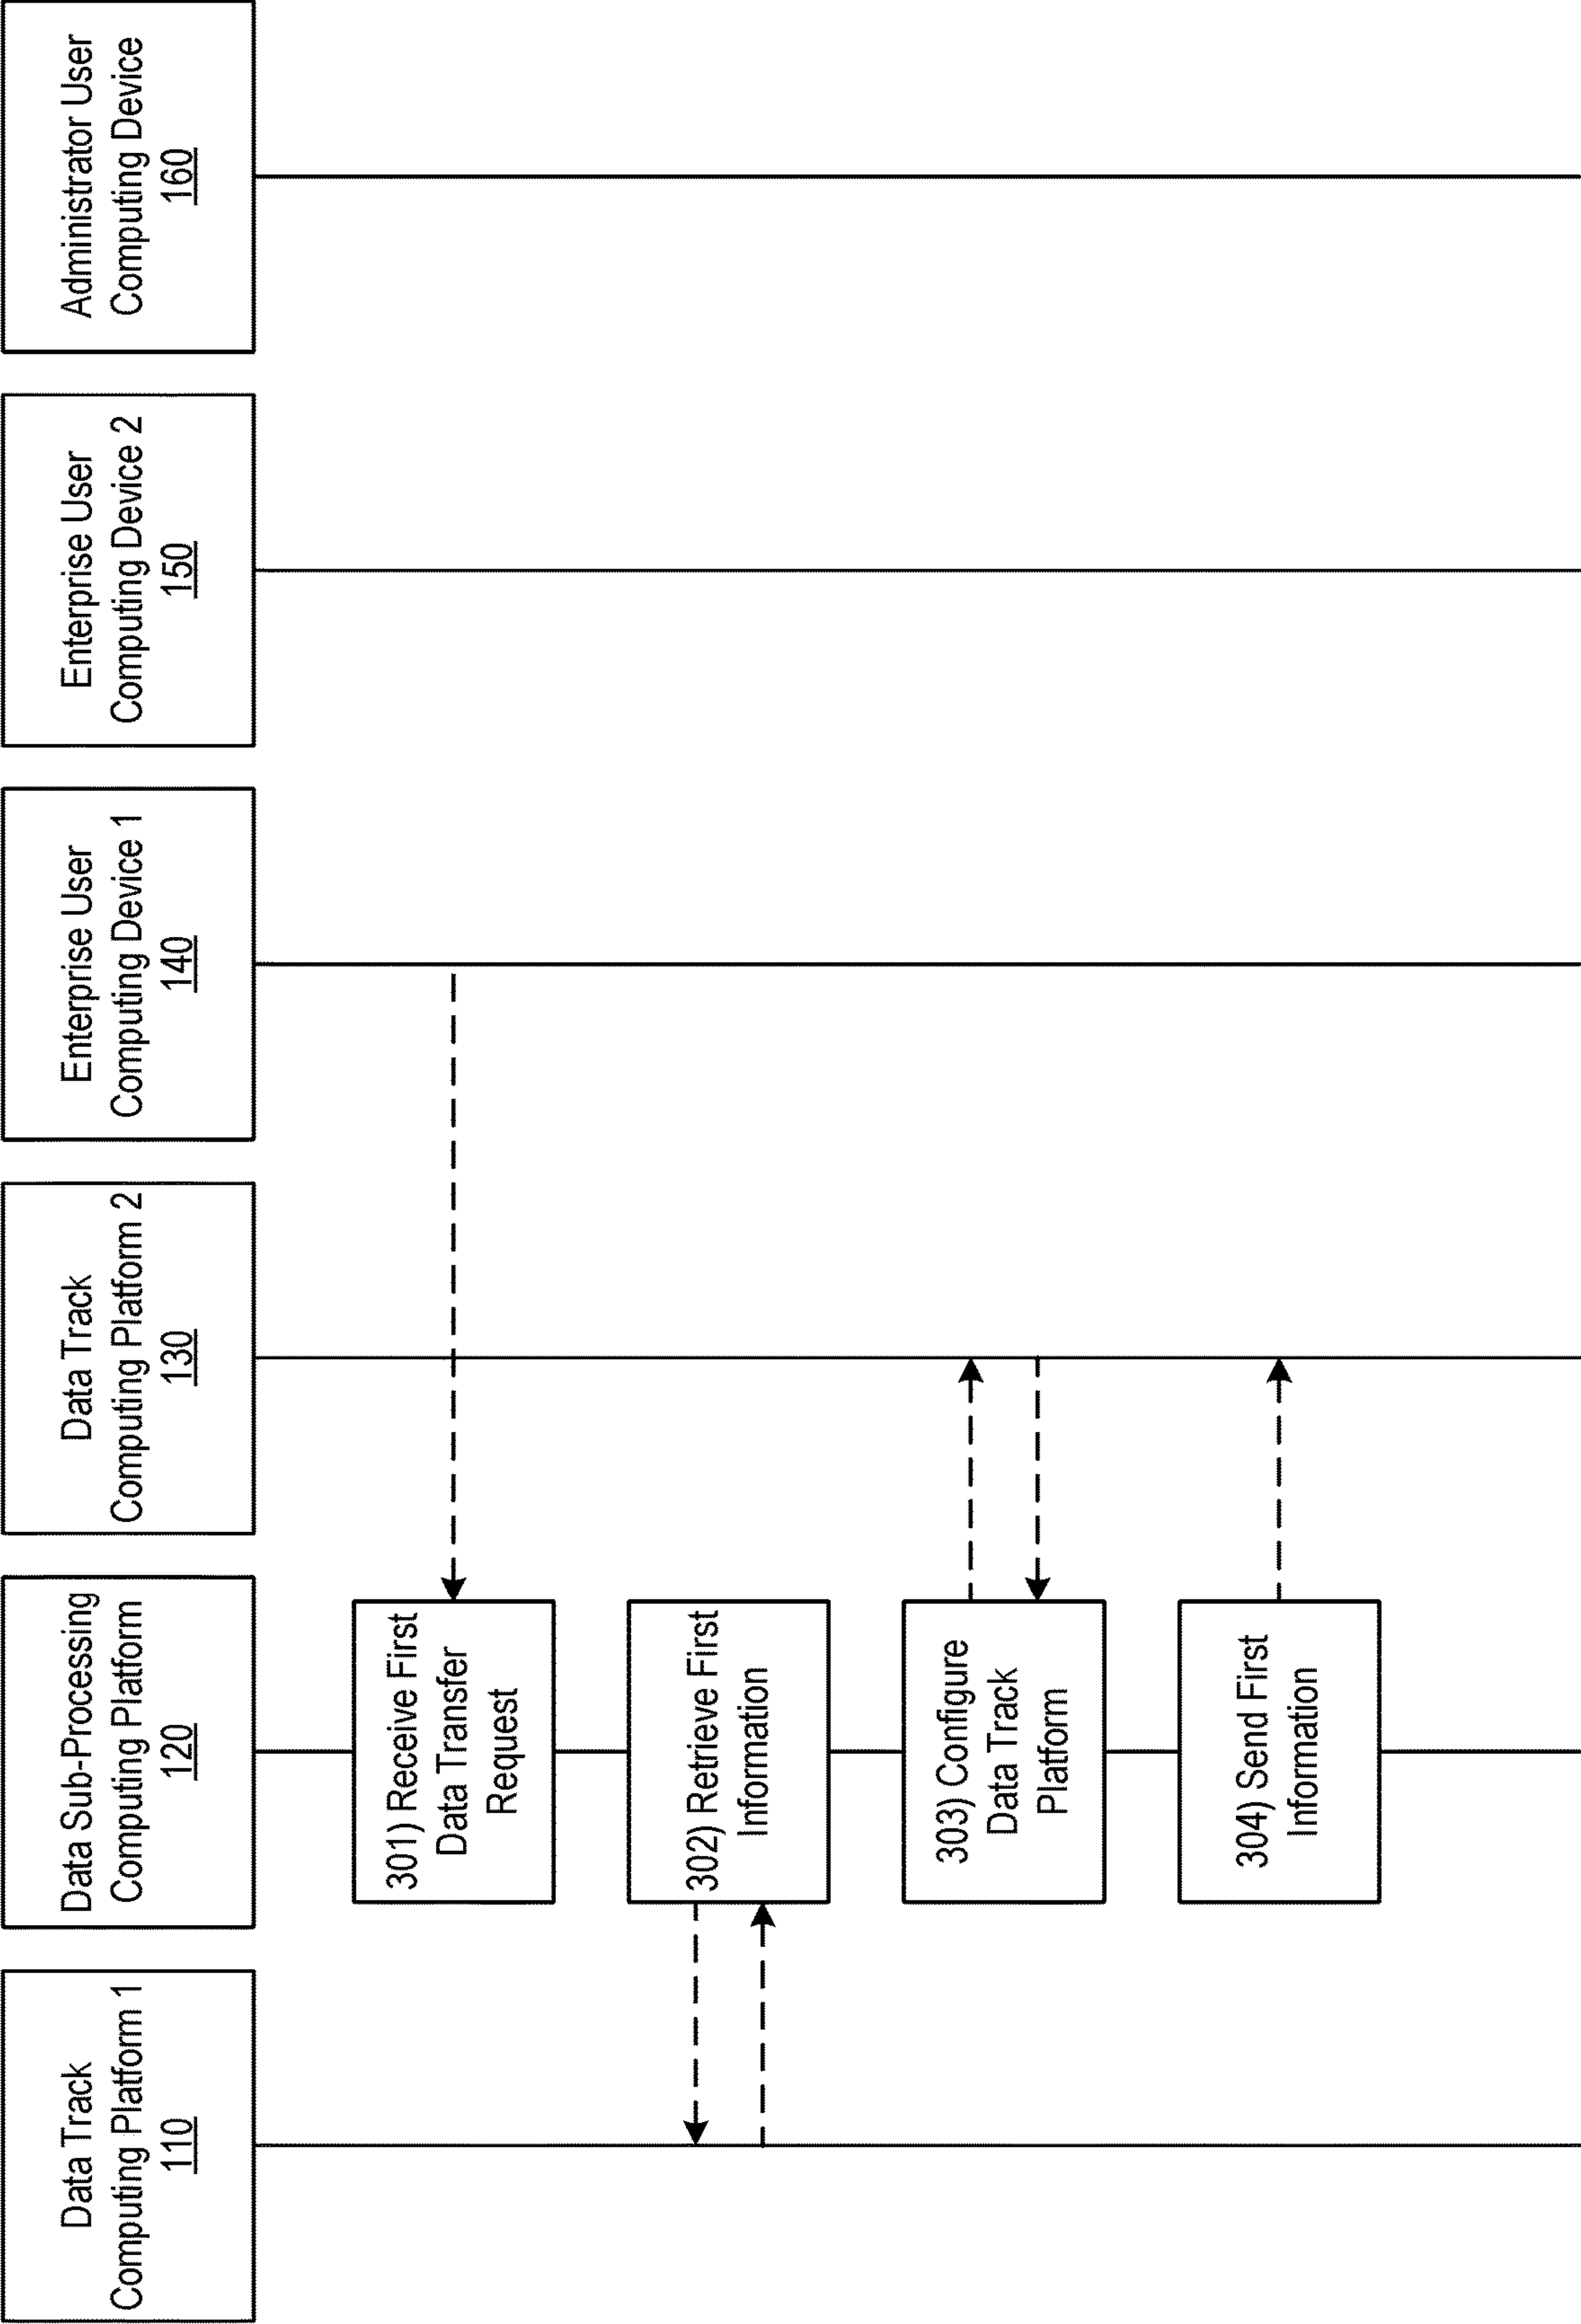 Data Track
Computing Platform 1
110
Data Sub-Processing
Computing Platform
120
Data Track
Computing Platform 2
130
Enterprise User
Computing Device 1
140
Enterprise User
Computing Device 2
150
Administrator User
Computing Device
160
301) Receive First
Data Transfer
Request
302) Retrieve First
Information
303) Configure
Data Track
Platform
304) Send First
Information